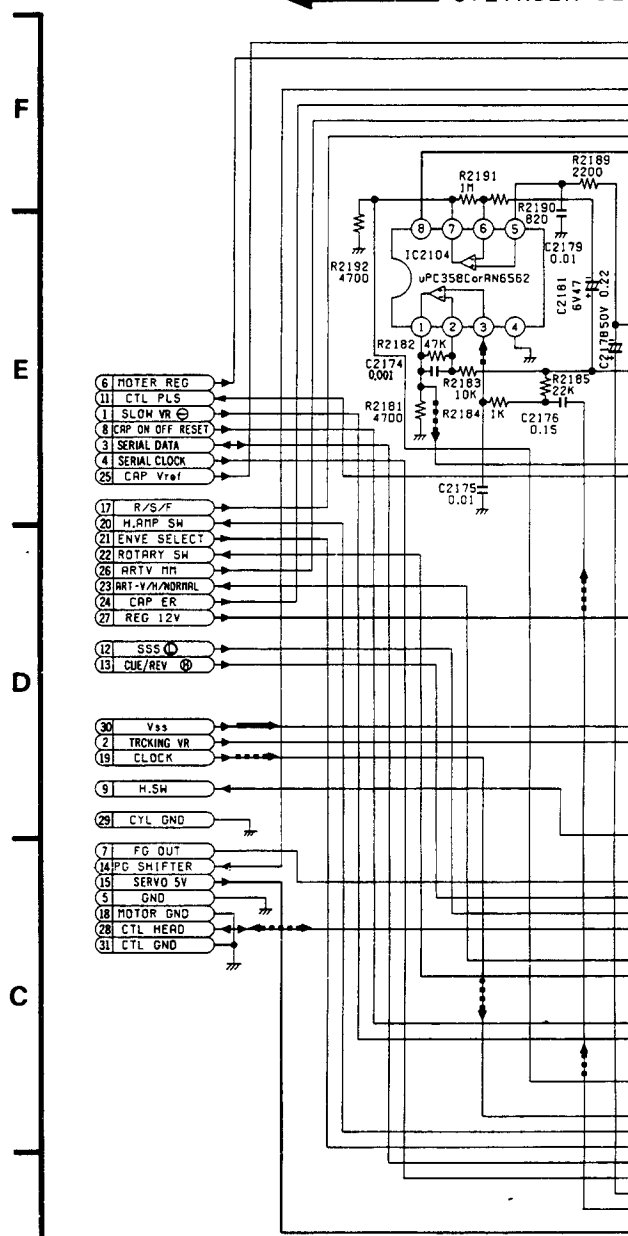 F
R2189
2200
R2191
1M
R2190
820
8 7 6 5
R2192
4700
IC2104
C2179
0.01
uPC358CorAN6562
C2181
6V47
C2178 50V 0.22
1 2 3 4
R2182 47K
C2174
0.001
R2183
10K
R2185
22K
R2181
4700
R2184 1K
C2176
0.15
C2175
0.01
E
6 MOTER REG
11 CTL PLS
1 SLOW VR ⊖
8 CAP ON OFF RESET
3 SERIAL DATA
4 SERIAL CLOCK
25 CAP Vref
17 R/S/F
20 H.AMP SW
21 ENVE SELECT
22 ROTARY SW
26 ARTV MM
23 ART-V/H/NORMAL
24 CAP ER
27 REG 12V
D
12 SSS Ⓛ
13 CUE/REV Ⓗ
30 Vss
2 TRCKING VR
19 CLOCK
9 H.SW
29 CYL GND
7 FG OUT
14 PG SHIFTER
15 SERVO 5V
5 GND
18 MOTOR GND
28 CTL HEAD
31 CTL GND
C